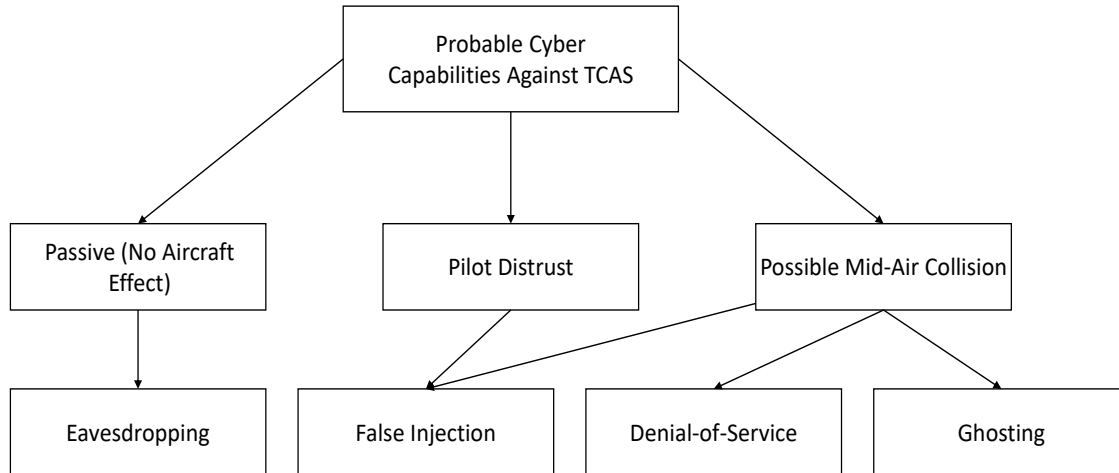 Probable Cyber
Capabilities Against TCAS
Passive (No Aircraft
Effect)
Pilot Distrust
Possible Mid-Air Collision
Eavesdropping
False Injection
Denial-of-Service
Ghosting